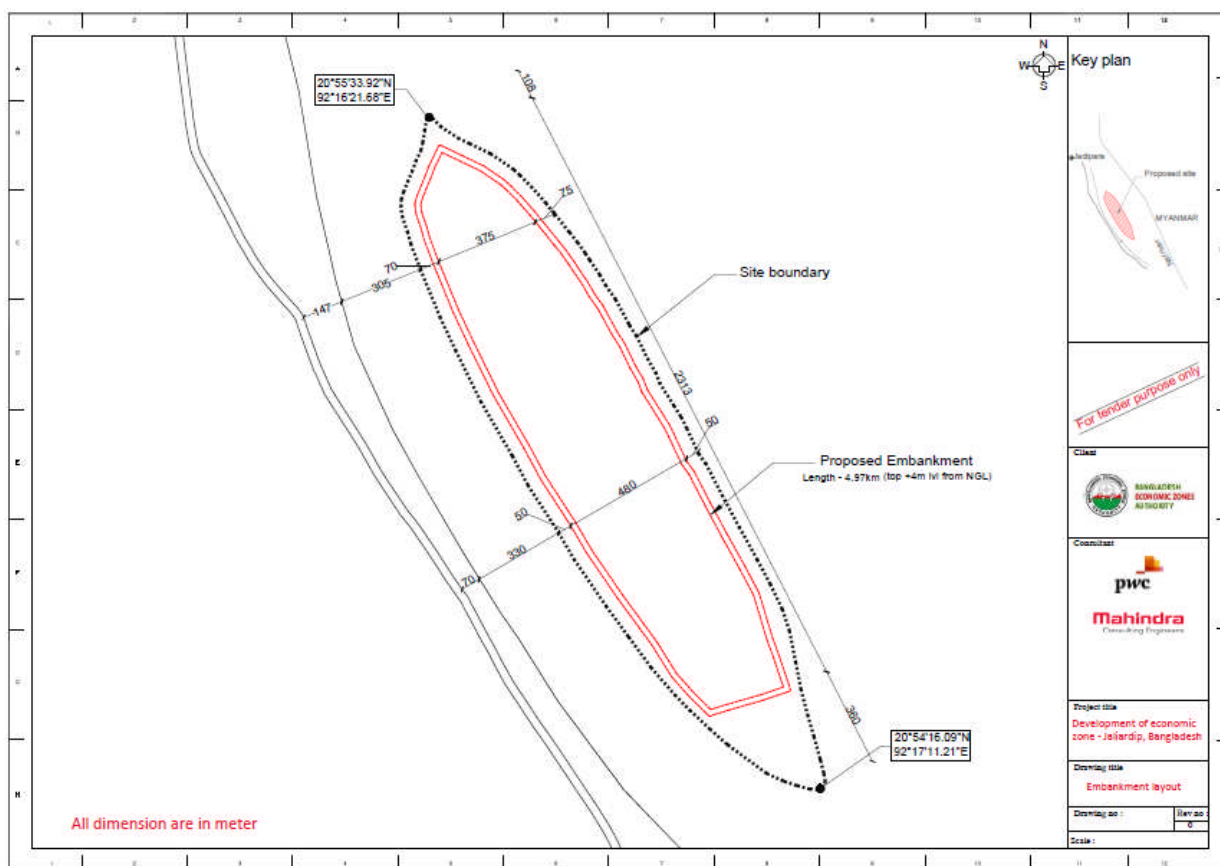 20°55'33.92"N
92°16'21.68"E
108
N
W
E
S
Key plan
Jadipara
Proposed site
MYANMAR
75
375
70
305
147
Site boundary
2313
50
Proposed Embankment
Length - 4.97km (top +4m lvl from NGL)
480
50
330
70
360
20°54'16.09"N
92°17'11.21"E
All dimension are in meter
For tender purpose only
Client
BANGLADESH
ECONOMIC ZONES
AUTHORITY
Consultant
pwc
Mahindra
Consulting Engineers
Project title
Development of economic
zone - Jaliardip, Bangladesh
Drawing title
Embankment layout
Drawing no :
Rev no :
0
Scale :